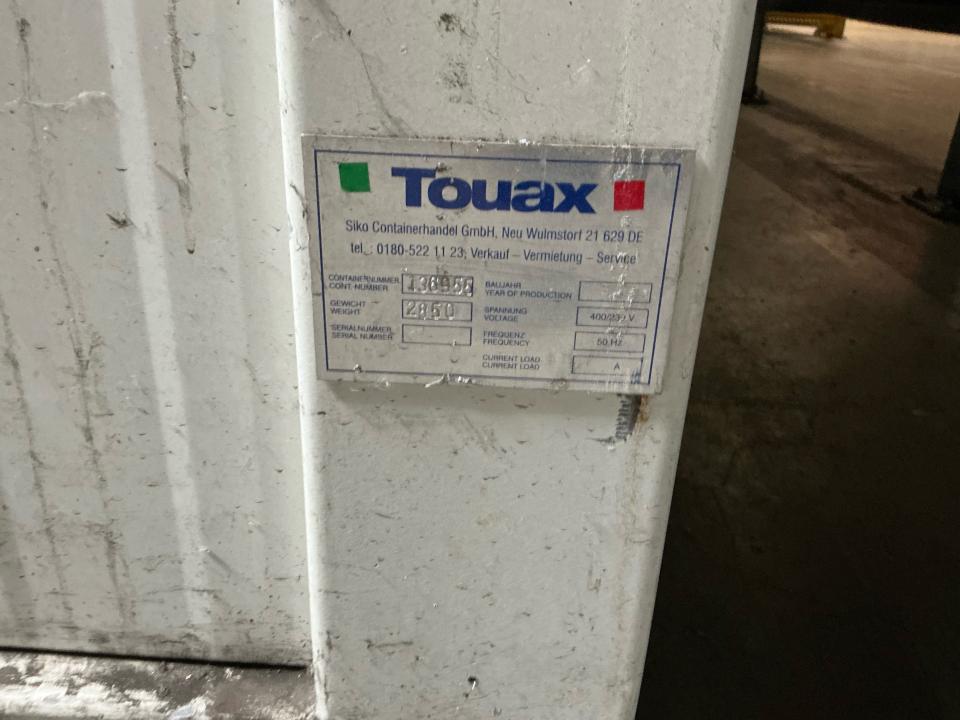 Touax
Siko Containerhandel GmbH, Neu Wulmstorf 21 629 DE
tel. : 0180-522 11 23, Verkauf – Vermietung – Service
CONTAINERNUMMER
CONT. NUMBER
BAUJAHR
YEAR OF PRODUCTION
GEWICHT
WEIGHT
2850
SPANNUNG
VOLTAGE
400/230 V
SERIALNUMMER
SERIAL NUMBER
FREQUENZ
FREQUENCY
50 Hz
CURRENT LOAD
CURRENT LOAD
A